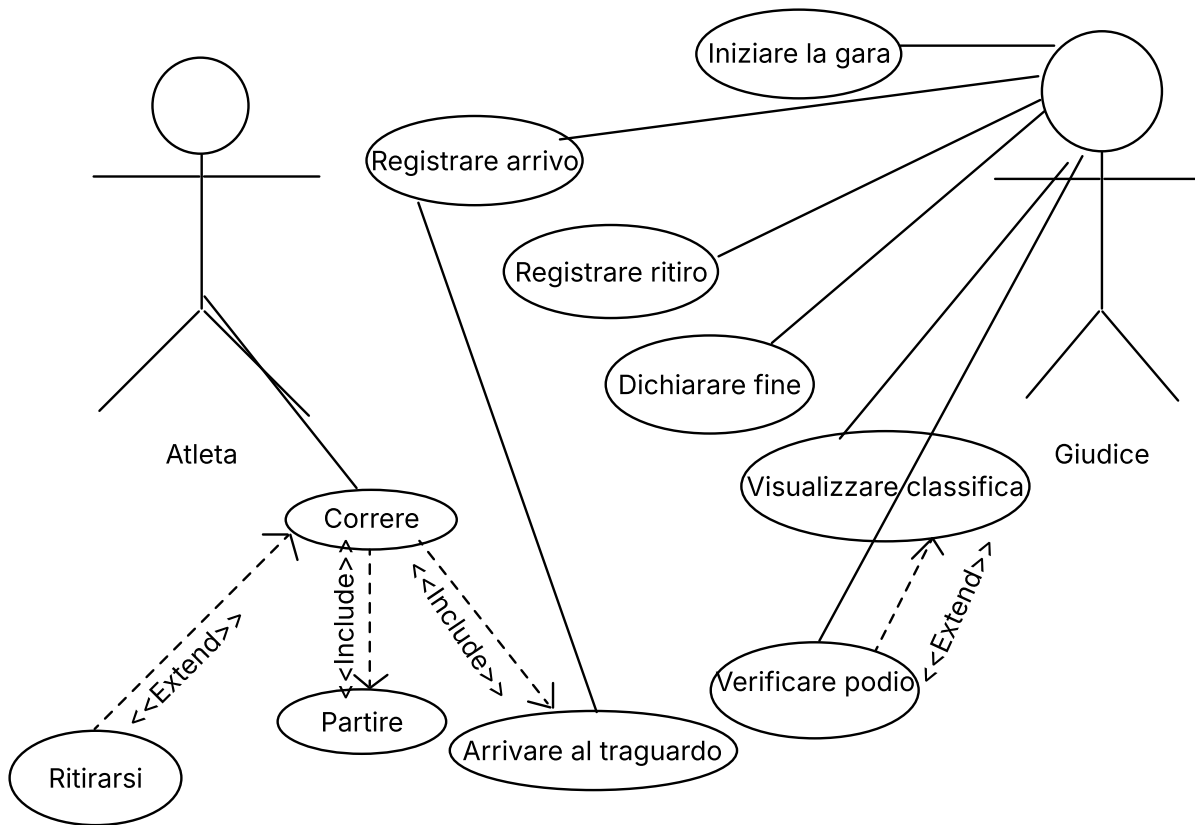 Iniziare la gara
Registrare arrivo
Registrare ritiro
Dichiarare fine
Atleta
Giudice
Visualizzare classifica
Correre
<<Extend>>
<<Include>>
<<Include>>
<<Extend>>
Verificare podio
Partire
Arrivare al traguardo
Ritirarsi